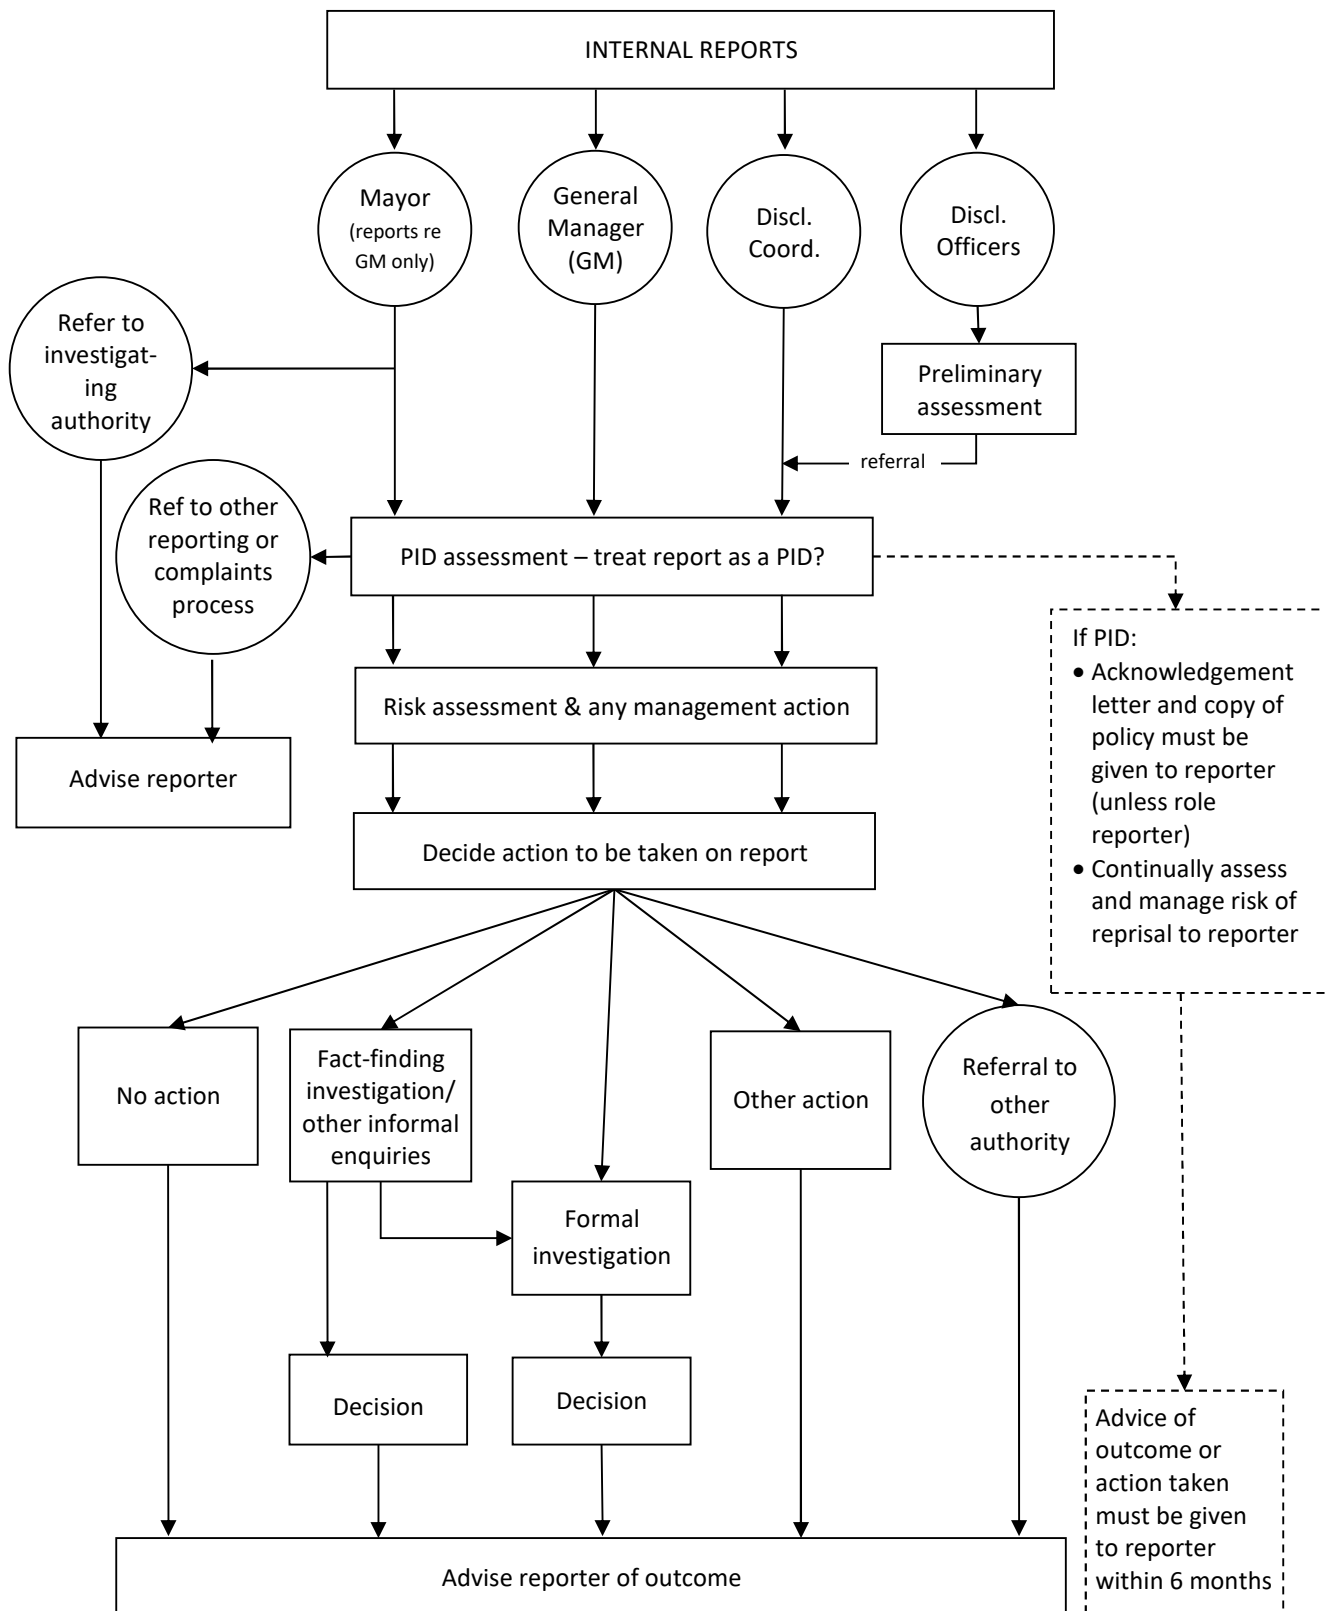 INTERNAL REPORTS
Mayor
(reports re
GM only)
General
Manager
(GM)
Discl.
Coord.
Discl.
Officers
Refer to
investigat-
ing
authority
Preliminary
assessment
referral
Ref to other
reporting or
complaints
process
PID assessment – treat report as a PID?
If PID:
• Acknowledgement
letter and copy of
policy must be
given to reporter
(unless role
reporter)
• Continually assess
and manage risk of
reprisal to reporter
Risk assessment & any management action
Advise reporter
Decide action to be taken on report
No action
Fact-finding
investigation/
other informal
enquiries
Other action
Referral to
other
authority
Formal
investigation
Decision
Decision
Advice of
outcome or
action taken
must be given
to reporter
within 6 months
Advise reporter of outcome